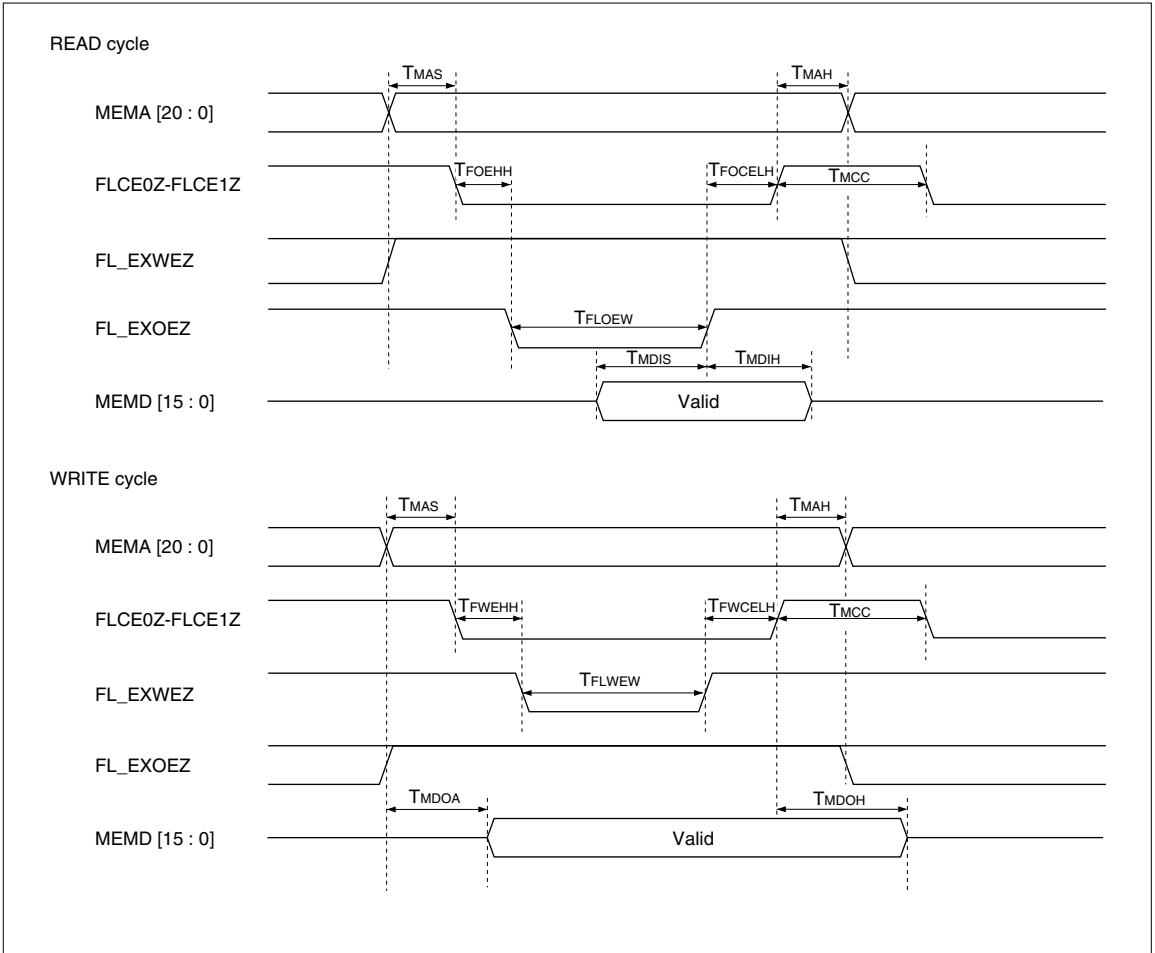 READ cycle
TMAS TMAH
MEMA [20 : 0]
TFOEHH TFOCELH TMCC
FLCE0Z-FLCE1Z
FL_EXWEZ
FL_EXOEZ TFLOEW
TMDIS TMDIH
MEMD [15 : 0] Valid
WRITE cycle
TMAS TMAH
MEMA [20 : 0]
TFWEHH TFWCELH TMCC
FLCE0Z-FLCE1Z
FL_EXWEZ TFLWEW
FL_EXOEZ
TMDOA TMDOH
MEMD [15 : 0] Valid